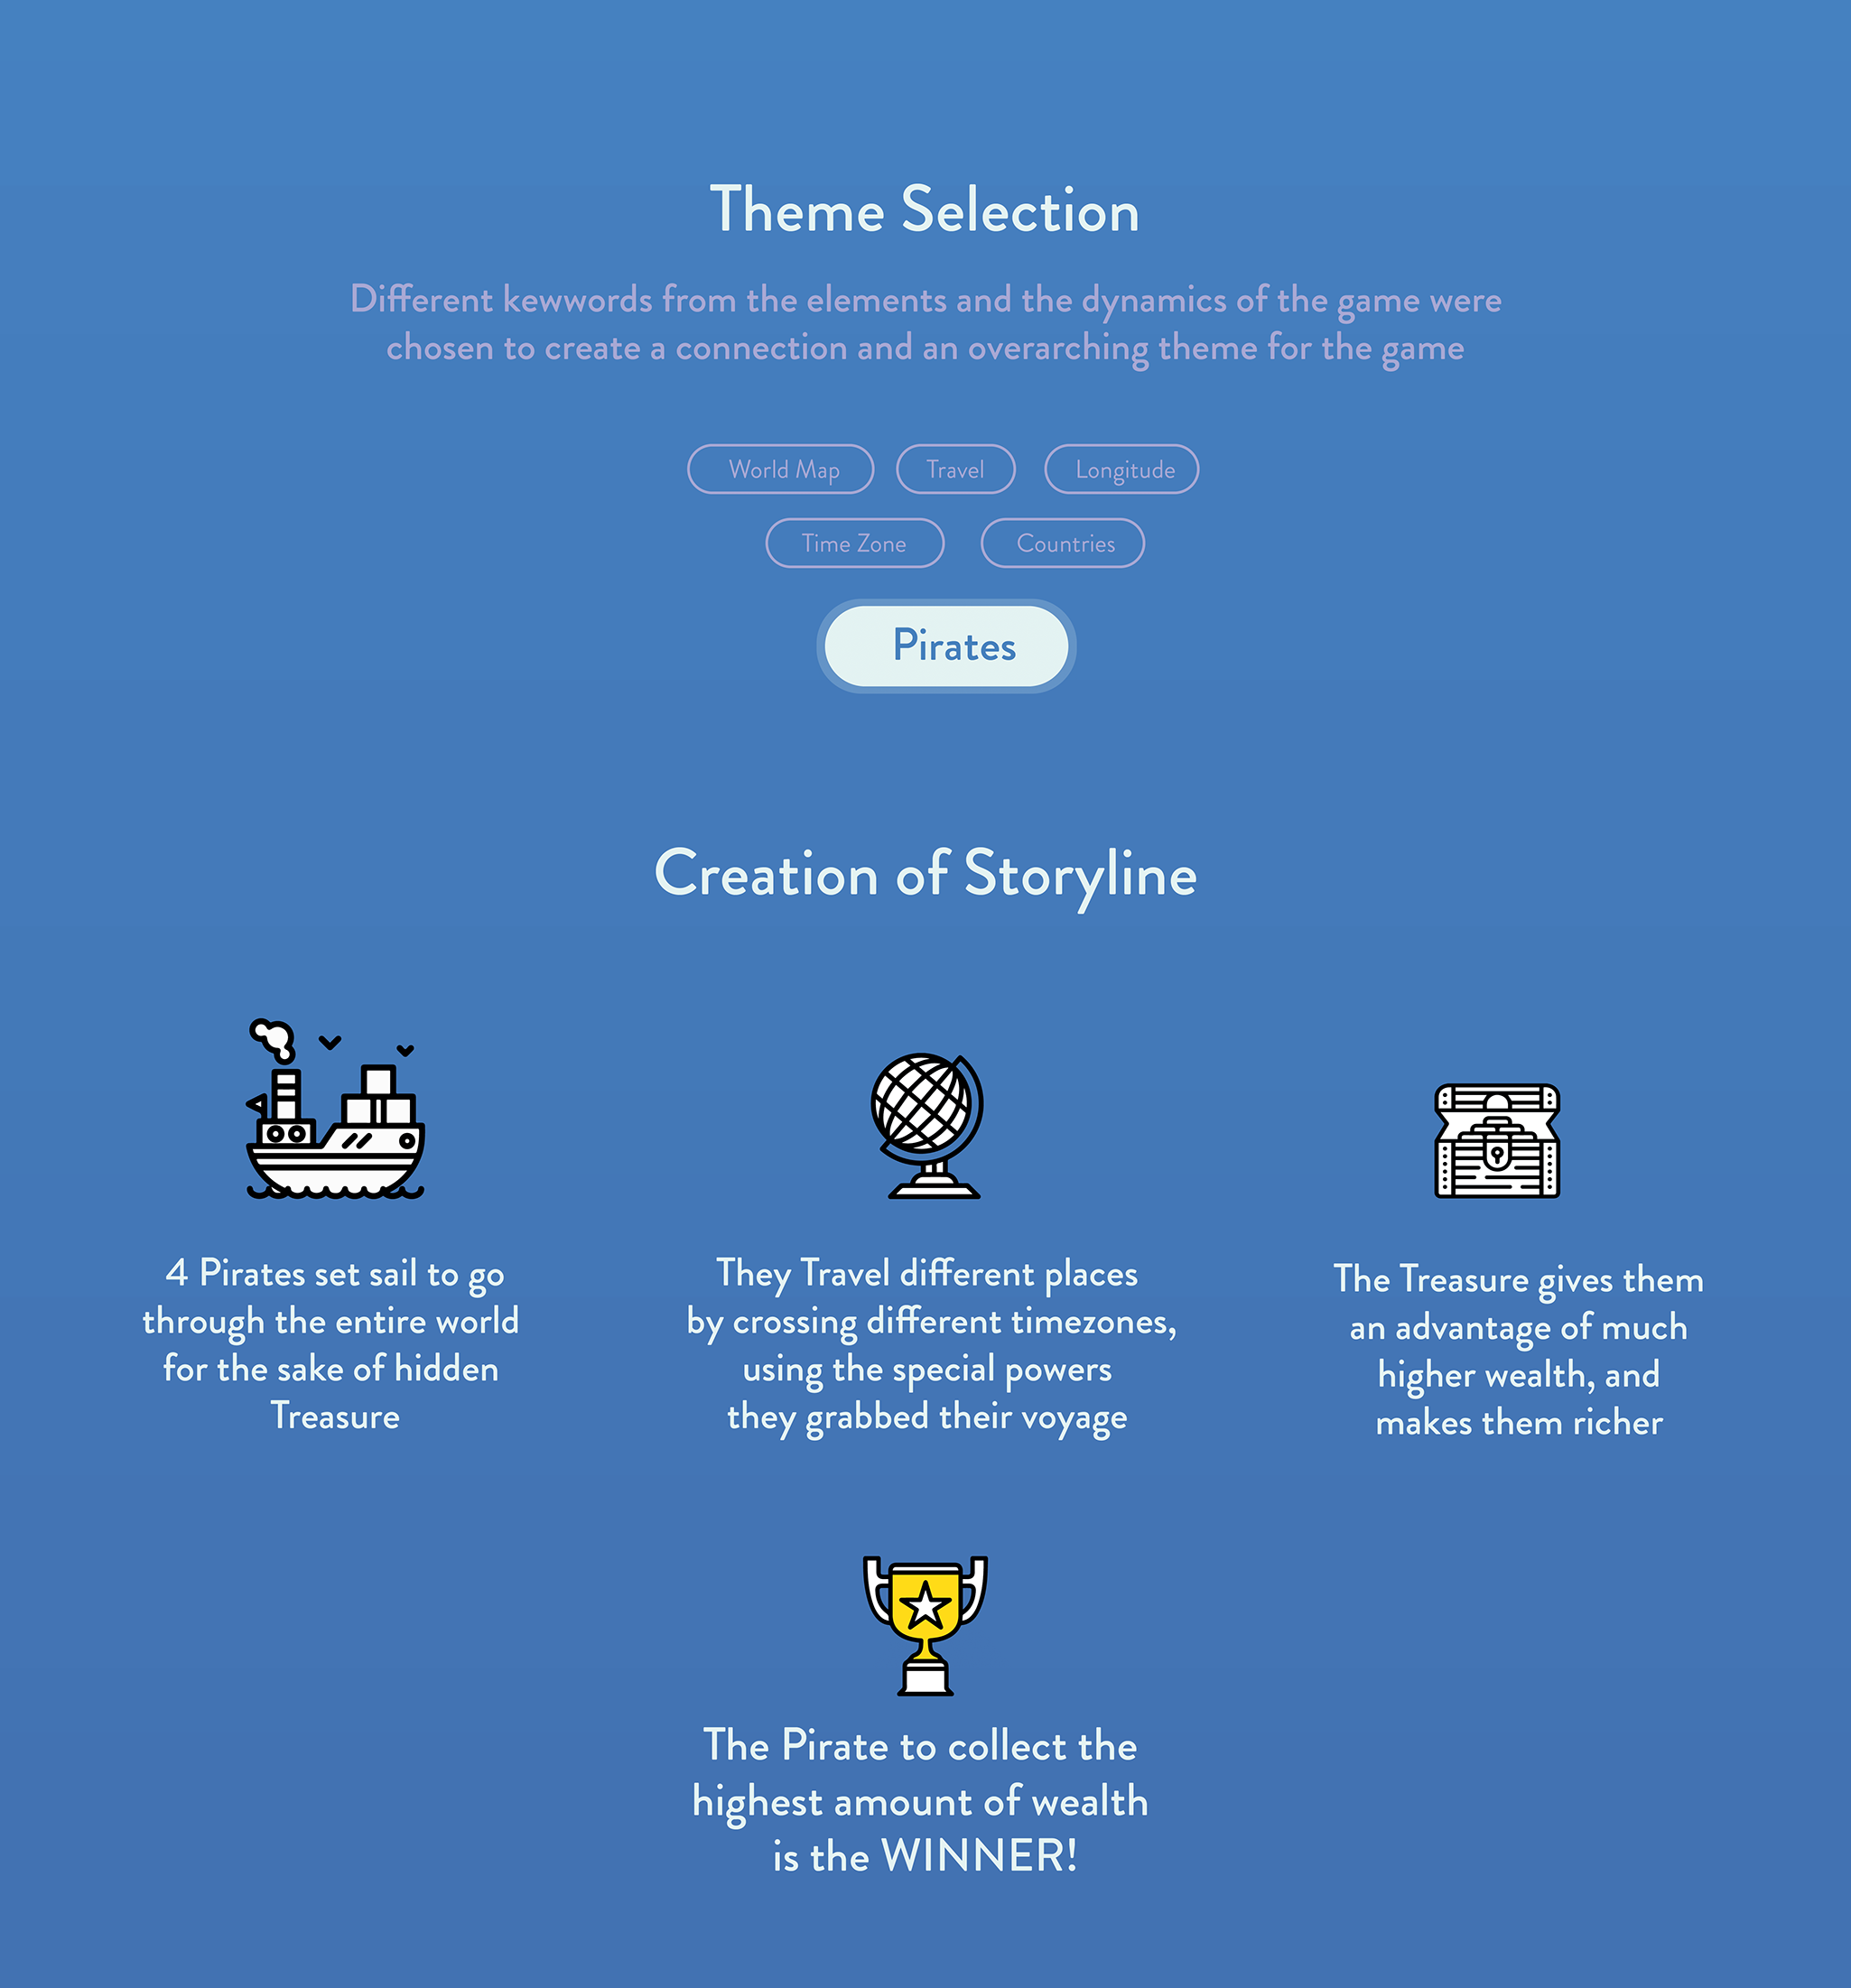 Theme Selection
Different kewwords from the elements and the dynamics of the game were
chosen to create a connection and an overarching theme for the game
World Map
Travel
Longitude
Time Zone
Countries
Pirates
Creation of Storyline
4 Pirates set sail to go
through the entire world
for the sake of hidden
Treasure
They Travel different places
by crossing different timezones,
using the special powers
they grabbed their voyage
The Treasure gives them
an advantage of much
higher wealth, and
makes them richer
The Pirate to collect the
highest amount of wealth
is the WINNER!